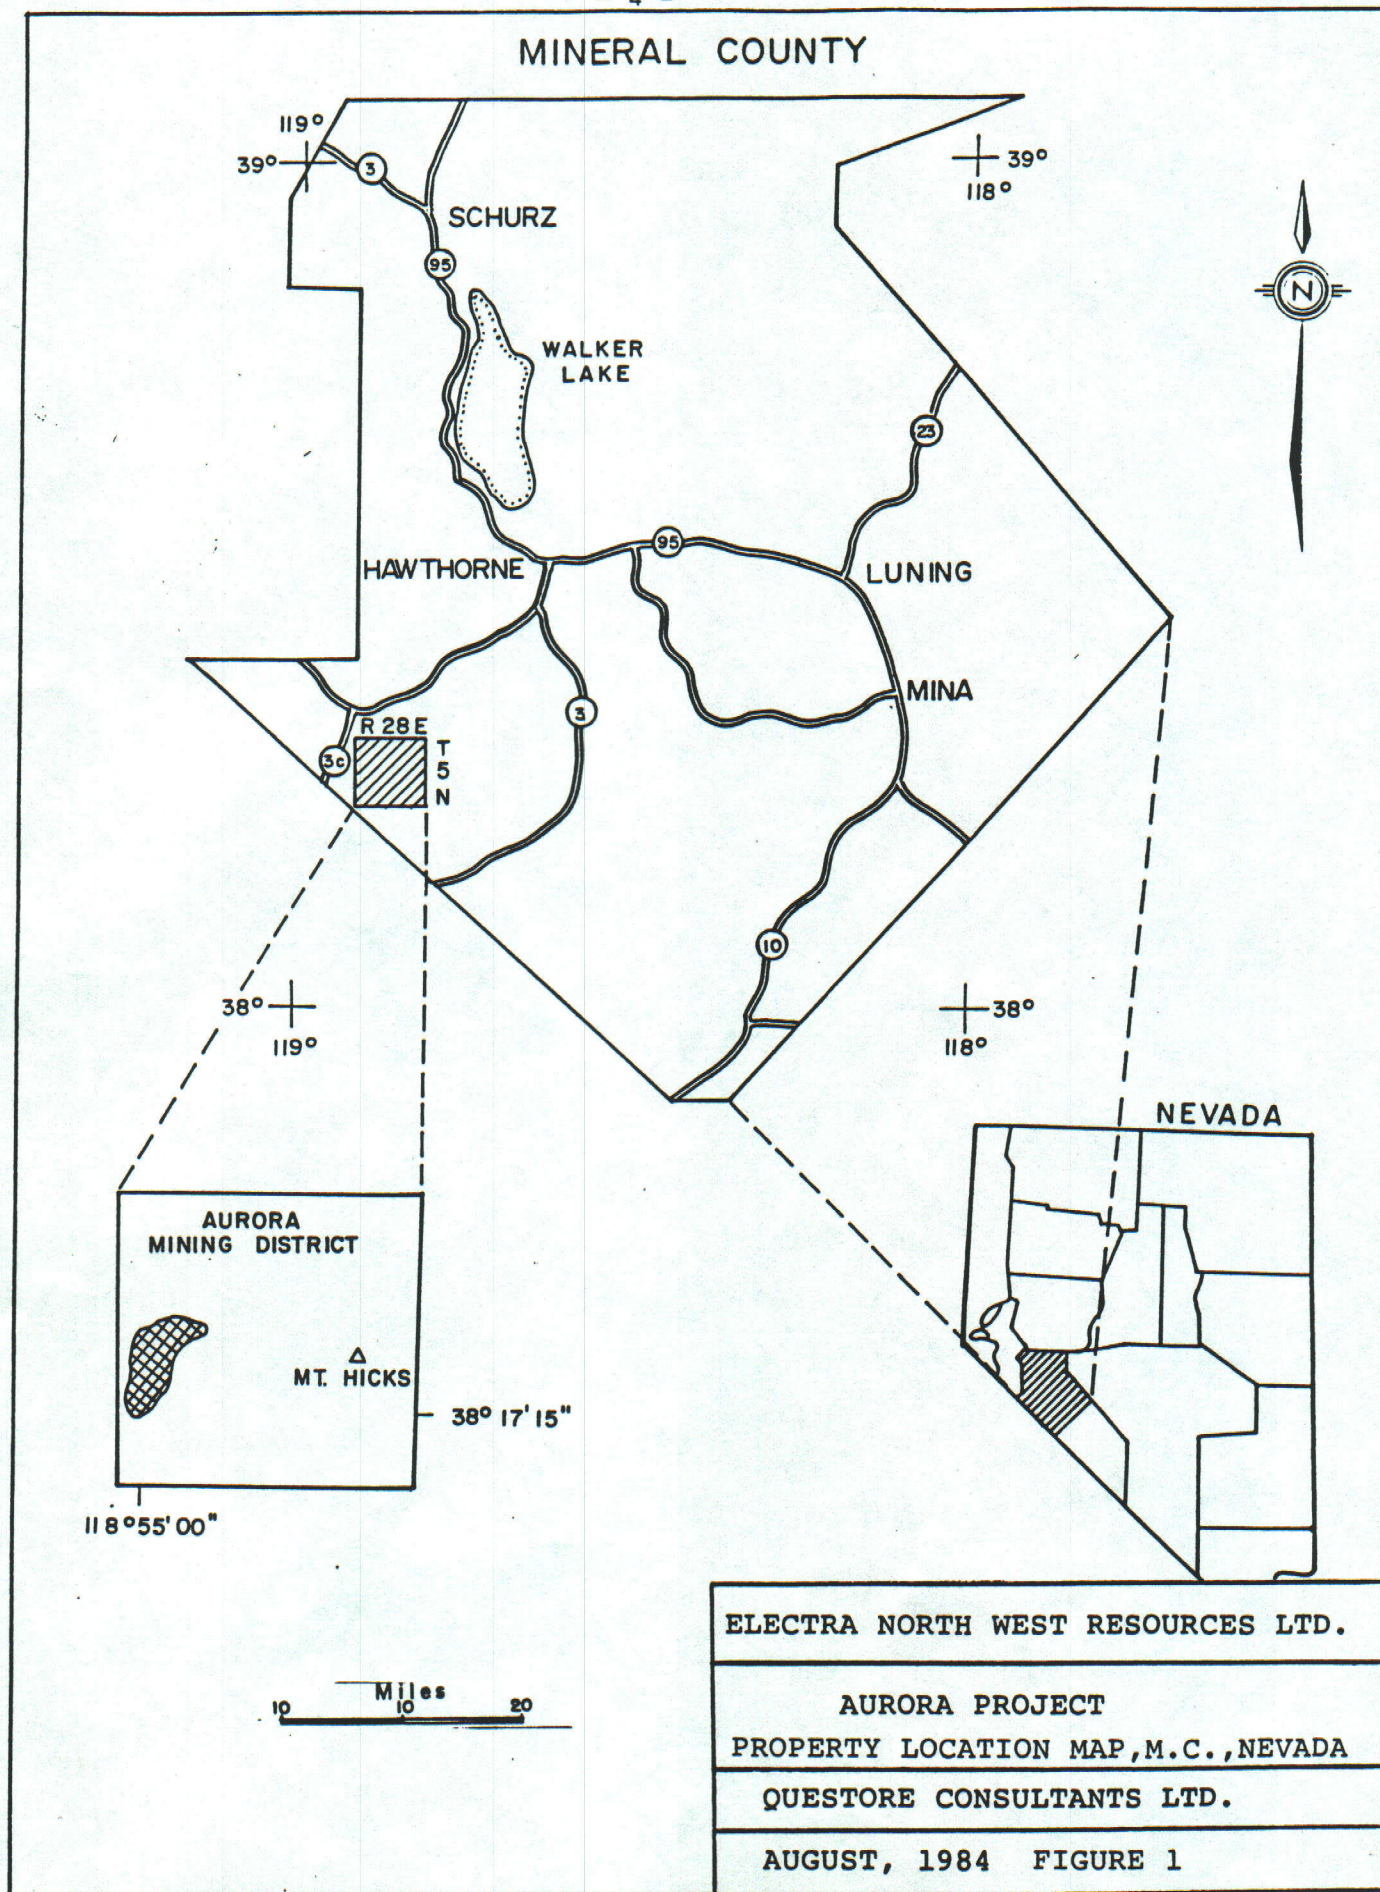 4
MINERAL COUNTY
119°
39°
3
39°
118°
SCHURZ
95
N
WALKER
LAKE
23
95
HAWTHORNE
LUNING
MINA
3
R 28 E
T
5
N
3c
10
38°
119°
38°
118°
NEVADA
AURORA
MINING DISTRICT
MT. HICKS
38° 17' 15"
118° 55' 00"
Miles
10 10 20
ELECTRA NORTH WEST RESOURCES LTD.
AURORA PROJECT
PROPERTY LOCATION MAP, M.C., NEVADA
QUESTORE CONSULTANTS LTD.
AUGUST, 1984 FIGURE 1